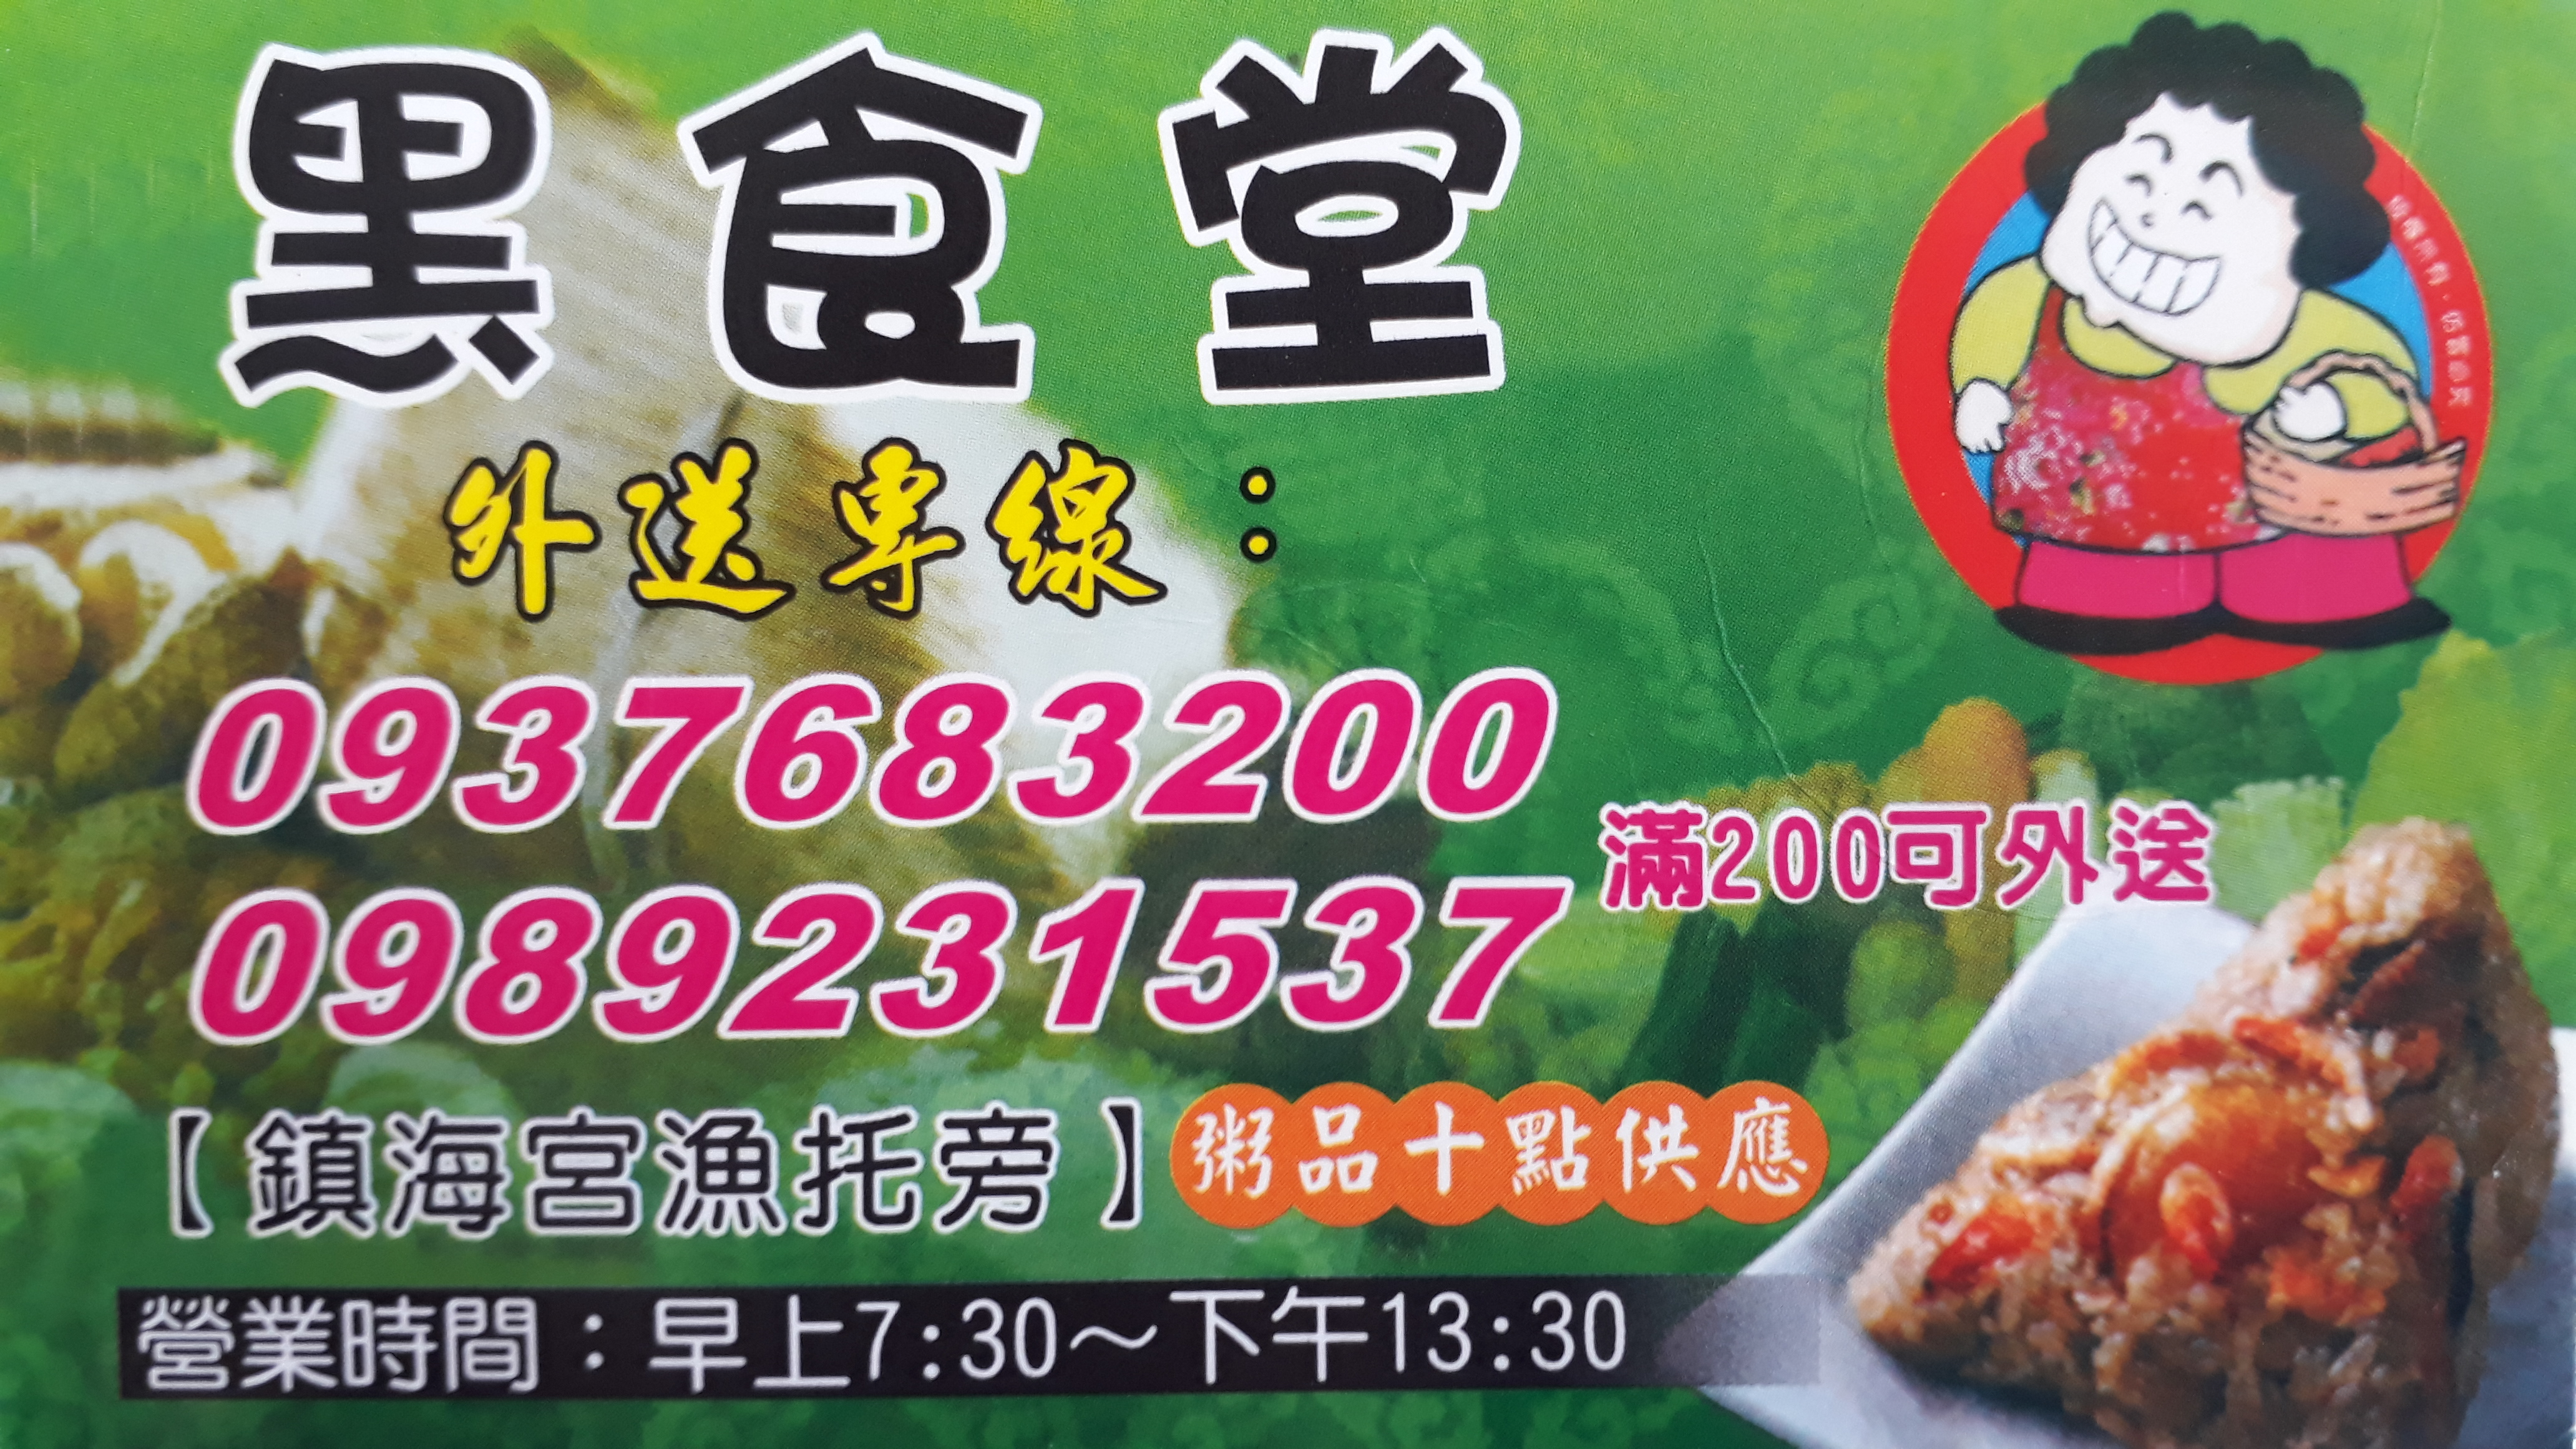 黑食堂
外送專線：
0937683200
0989231537
滿200可外送
【鎮海宮漁托旁】
粥品十點供應
營業時間：早上7:30～下午13:30